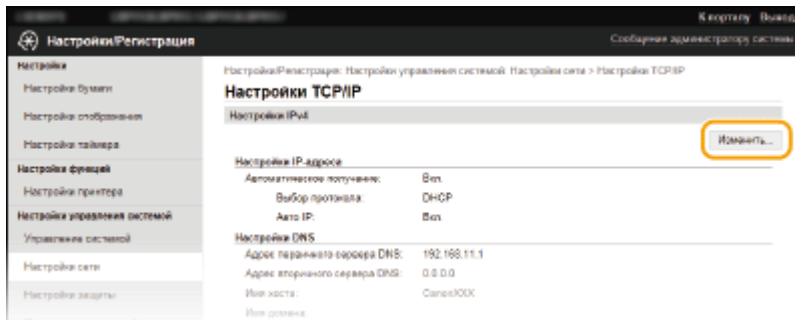 К порталу Выход
Настройки/Регистрация
Сообщение администратору системы
Настройки
Настройки бумаги
Настройки отображения
Настройки таймера
Настройки функций
Настройки принтера
Настройки управления системой
Управление системой
Настройки сети
Настройки защиты
Настройки/Регистрация: Настройки управления системой: Настройки сети > Настройки TCP/IP
Настройки TCP/IP
Настройки IPv4
Изменить...
Настройки IP-адреса
Автоматическое получение: Вкл.
Выбор протокола: DHCP
Авто IP: Вкл.
Настройки DNS
Адрес первичного сервера DNS: 192.168.11.1
Адрес вторичного сервера DNS: 0.0.0.0
Имя хоста: CanonXXX
Имя домена: